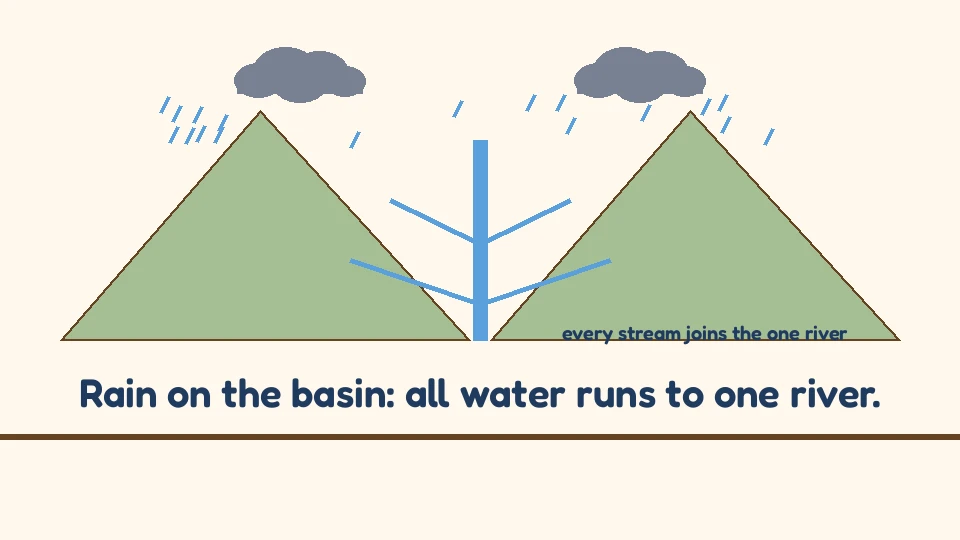 every stream joins the one river
Rain on the basin: all water runs to one river.